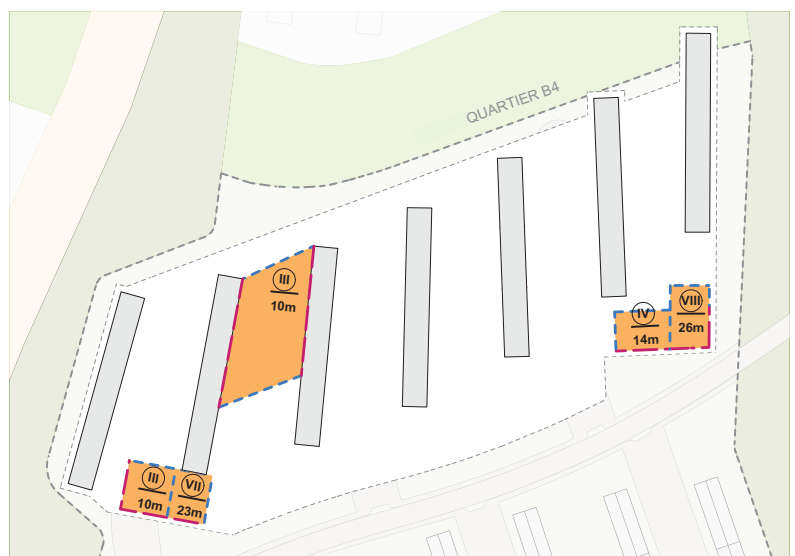 QUARTIER B4
III
10m
IV
14m
VIII
26m
III
10m
VII
23m